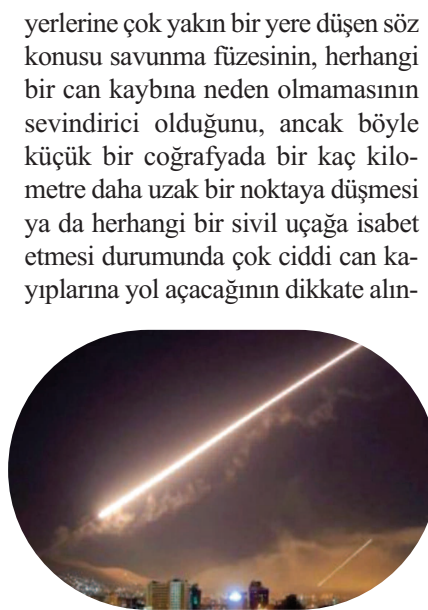 yerlerine çok yakın bir yere düşen söz
konusu savunma füzesinin, herhangi
bir can kaybına neden olmamasının
sevindirici olduğunu, ancak böyle
küçük bir coğrafyada bir kaç kilo-
metre daha uzak bir noktaya düşmesi
ya da herhangi bir sivil uçağa isabet
etmesi durumunda çok ciddi can ka-
yıplarına yol açacağının dikkate alın-